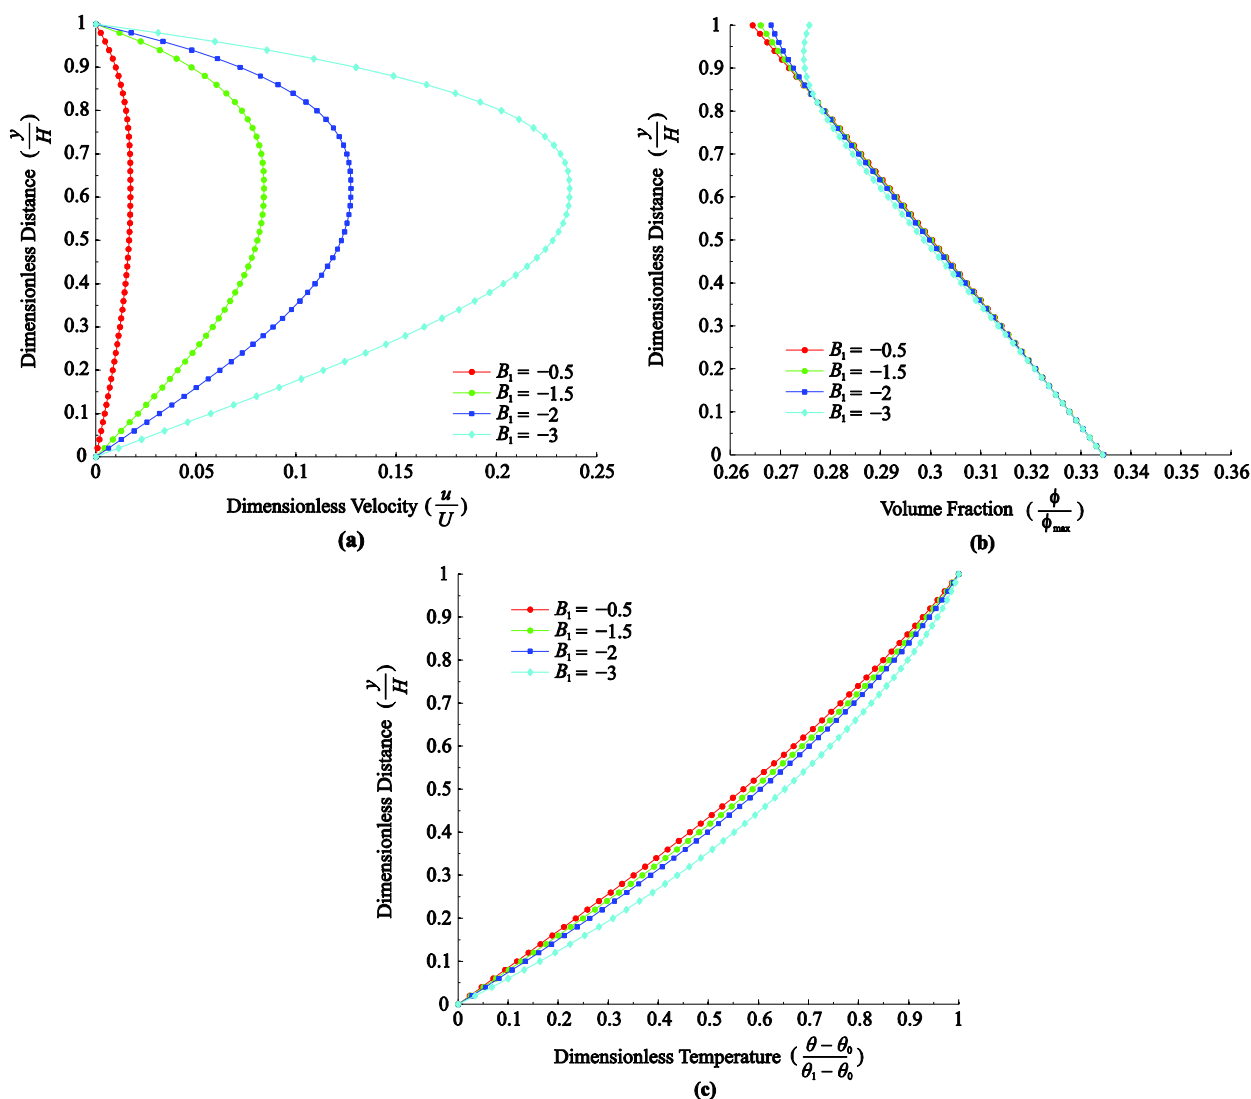 1
0.9
0.8
0.7
0.6
0.5
0.4
0.3
0.2
0.1
0
Dimensionless Distance (y/H)
B₁ = −0.5
B₁ = −1.5
B₁ = −2
B₁ = −3
0 0.05 0.1 0.15 0.2 0.25
Dimensionless Velocity (u/U)
(a)
1
0.9
0.8
0.7
0.6
0.5
0.4
0.3
0.2
0.1
0
Dimensionless Distance (y/H)
B₁ = −0.5
B₁ = −1.5
B₁ = −2
B₁ = −3
0.26 0.27 0.28 0.29 0.3 0.31 0.32 0.33 0.34 0.35 0.36
Volume Fraction (ϕ/ϕmax)
(b)
1
0.9
0.8
0.7
0.6
0.5
0.4
0.3
0.2
0.1
0
Dimensionless Distance (y/H)
B₁ = −0.5
B₁ = −1.5
B₁ = −2
B₁ = −3
0 0.1 0.2 0.3 0.4 0.5 0.6 0.7 0.8 0.9 1
Dimensionless Temperature (θ − θ₀/θ₁ − θ₀)
(c)